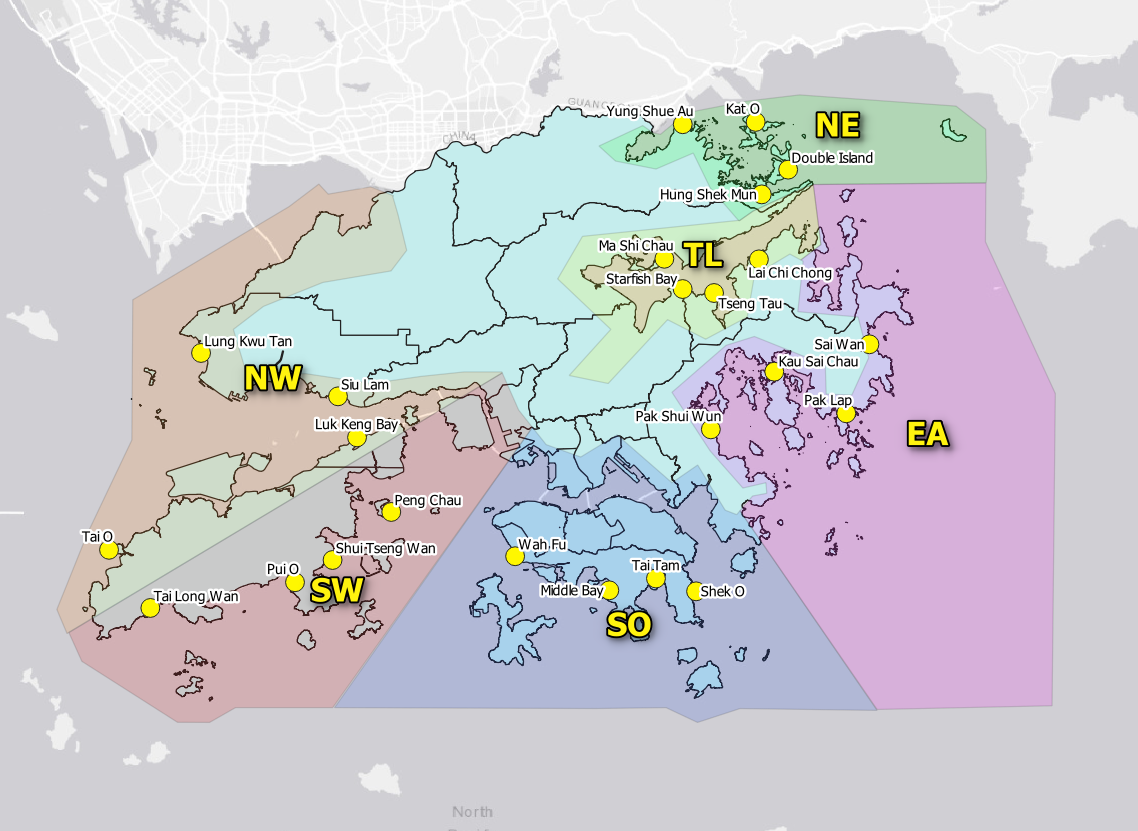 GUANGDONG
Yung Shue Au
Kat O
NE
CHINA
Double Island
Hung Shek Mun
Ma Shi Chau
TL
Lai Chi Chong
Starfish Bay
Tseng Tau
Lung Kwu Tan
Sai Wan
Kau Sai Chau
NW
Siu Lam
Pak Lap
Luk Keng Bay
Pak Shui Wun
EA
Peng Chau
Tai O
Shui Tseng Wan
Wah Fu
Pui O
Tai Tam
SW
Middle Bay
Shek O
Tai Long Wan
SO
North